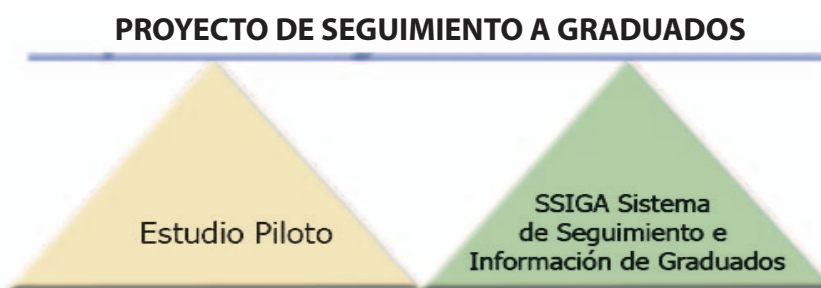 PROYECTO DE SEGUIMIENTO A GRADUADOS
Estudio Piloto
SSIGA Sistema
de Seguimiento e
Información de Graduados